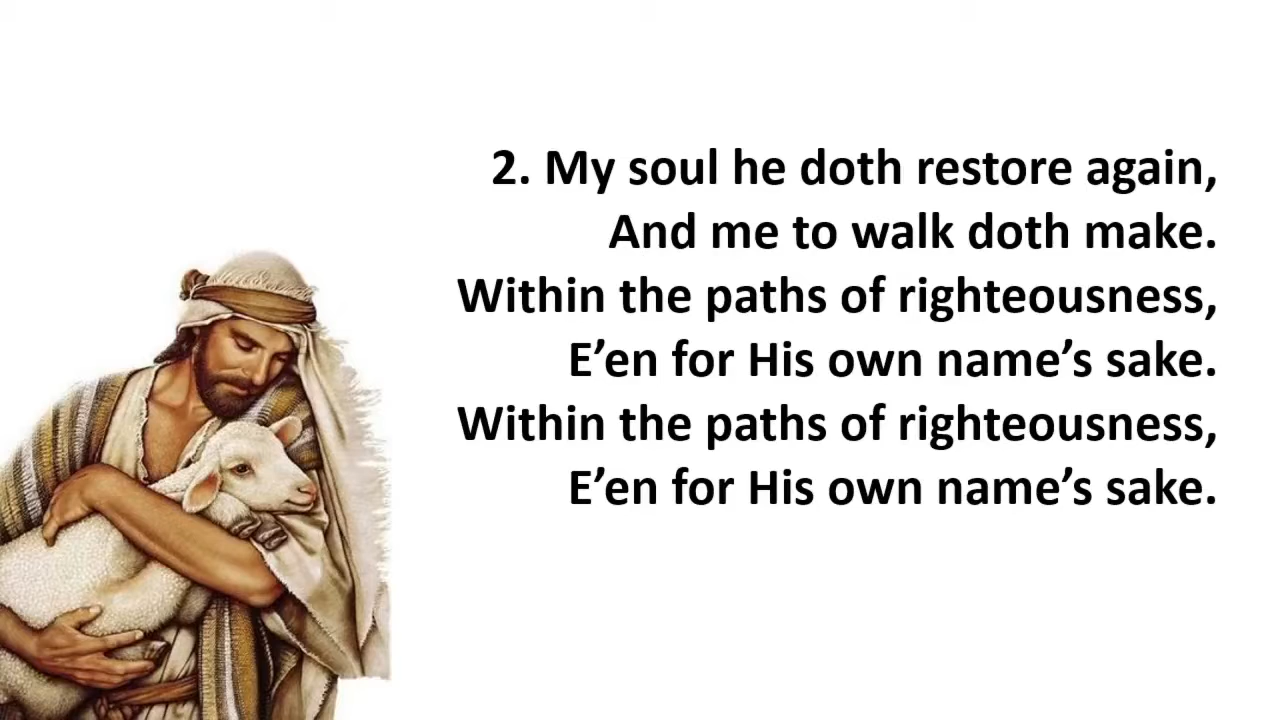 2. My soul he doth restore again,
And me to walk doth make.
Within the paths of righteousness,
E’en for His own name’s sake.
Within the paths of righteousness,
E’en for His own name’s sake.